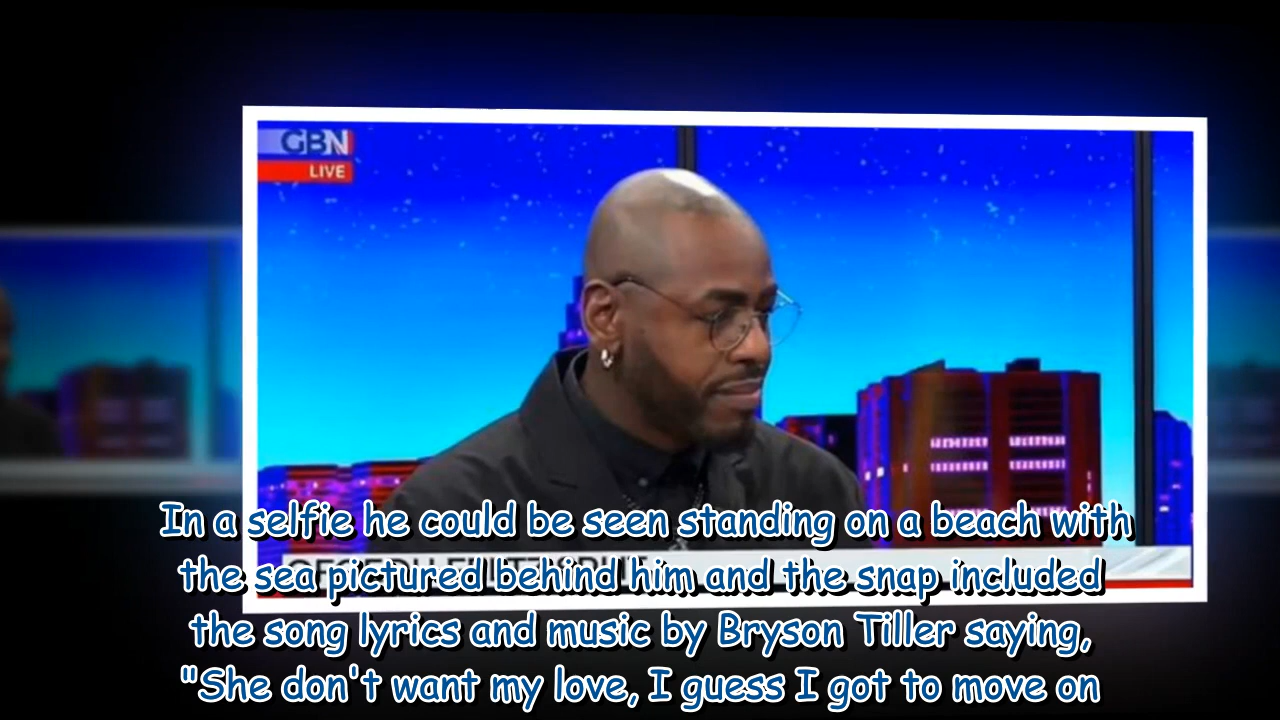 GBN
LIVE
In a selfie he could be seen standing on a beach with
the sea pictured behind him and the snap included
the song lyrics and music by Bryson Tiller saying,
"She don't want my love, I guess I got to move on